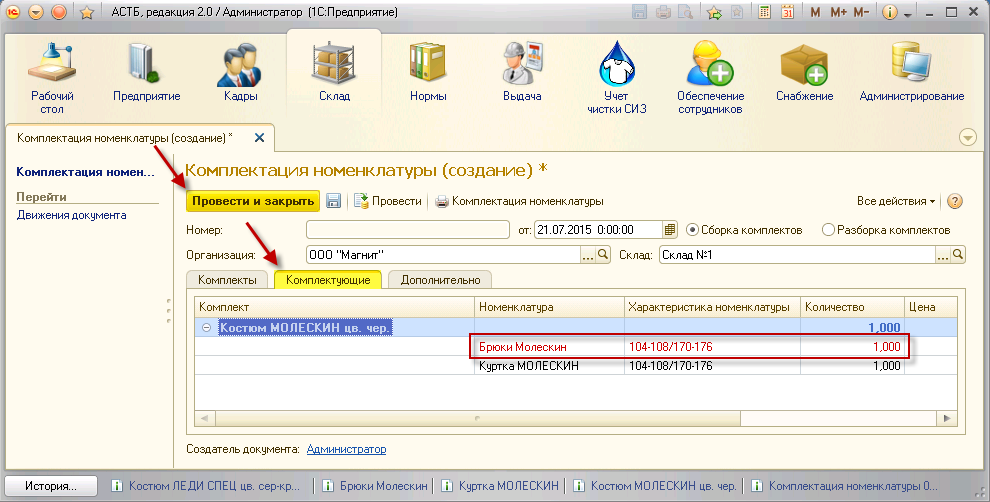 АСТБ, редакция 2.0 / Администратор (1С:Предприятие)
M M+ M-
Рабочий стол
Предприятие
Кадры
Склад
Нормы
Выдача
Учет чистки СИЗ
Обеспечение сотрудников
Снабжение
Администрирование
Комплектация номенклатуры (создание) *
Комплектация номен...
Перейти
Движения документа
Комплектация номенклатуры (создание) *
Провести и закрыть Провести Комплектация номенклатуры Все действия
Номер: от: 21.07.2015 0:00:00 Сборка комплектов Разборка комплектов
Организация: ООО "Магнит" ... Склад: Склад №1 ...
Комплекты Комплектующие Дополнительно
Комплект Номенклатура Характеристика номенклатуры Количество Цена
Костюм МОЛЕСКИН цв. чер. 1,000
Брюки Молескин 104-108/170-176 1,000
Куртка МОЛЕСКИН 104-108/170-176 1,000
Создатель документа: Администратор
История... Костюм ЛЕДИ СПЕЦ цв. сер-кр... Брюки Молескин Куртка МОЛЕСКИН Костюм МОЛЕСКИН цв. чер. Комплектация номенклатуры 0...